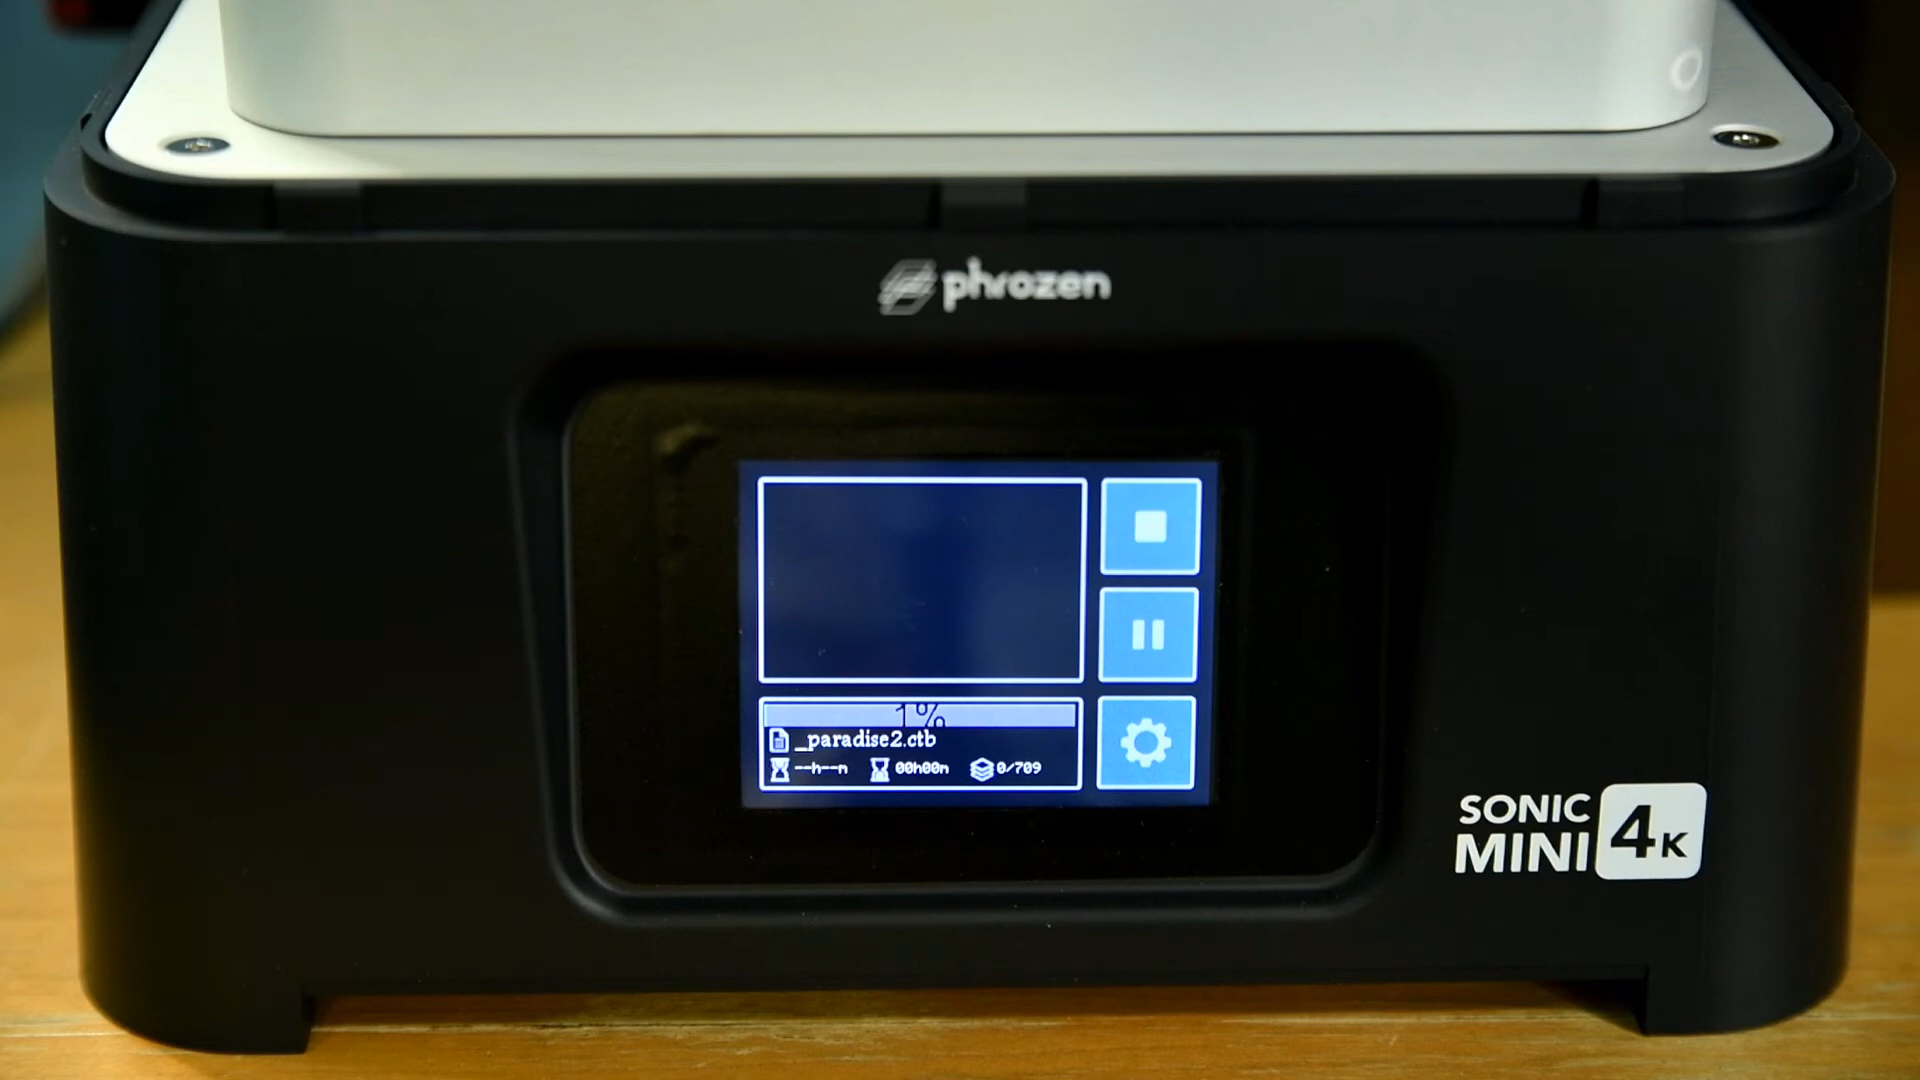 phrozen
1%
_paradise2.ctb
--h--m 00h00m 0/709
SONIC
MINI 4K